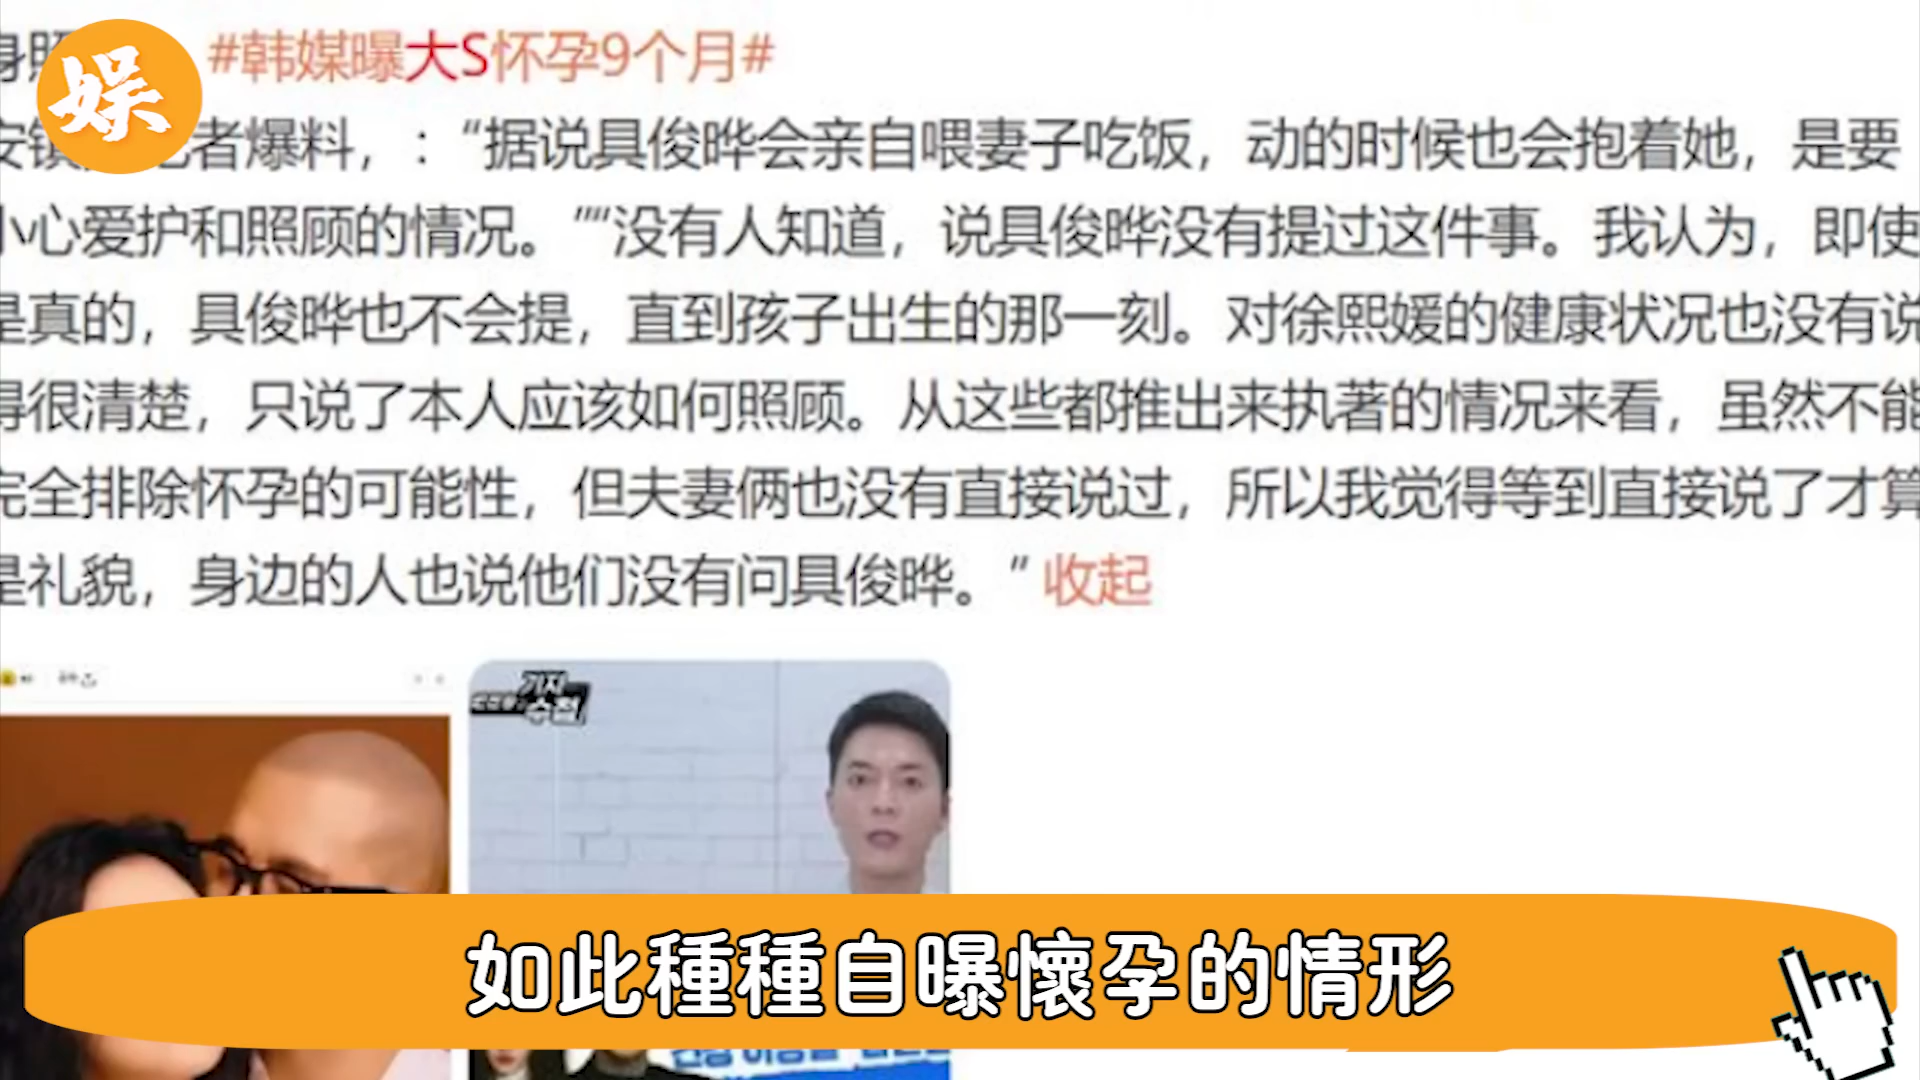 #韩媒曝大S怀孕9个月#
娱
者爆料，：“据说具俊晔会亲自喂妻子吃饭，动的时候也会抱着她，是要
小心爱护和照顾的情况。”“没有人知道，说具俊晔没有提过这件事。我认为，即使
是真的，具俊晔也不会提，直到孩子出生的那一刻。对徐熙媛的健康状况也没有说
得很清楚，只说了本人应该如何照顾。从这些都推出来执著的情况来看，虽然不能
完全排除怀孕的可能性，但夫妻俩也没有直接说过，所以我觉得等到直接说了才算
是礼貌，身边的人也说他们没有问具俊晔。”收起
기자
수첩
如此種種自曝懷孕的情形